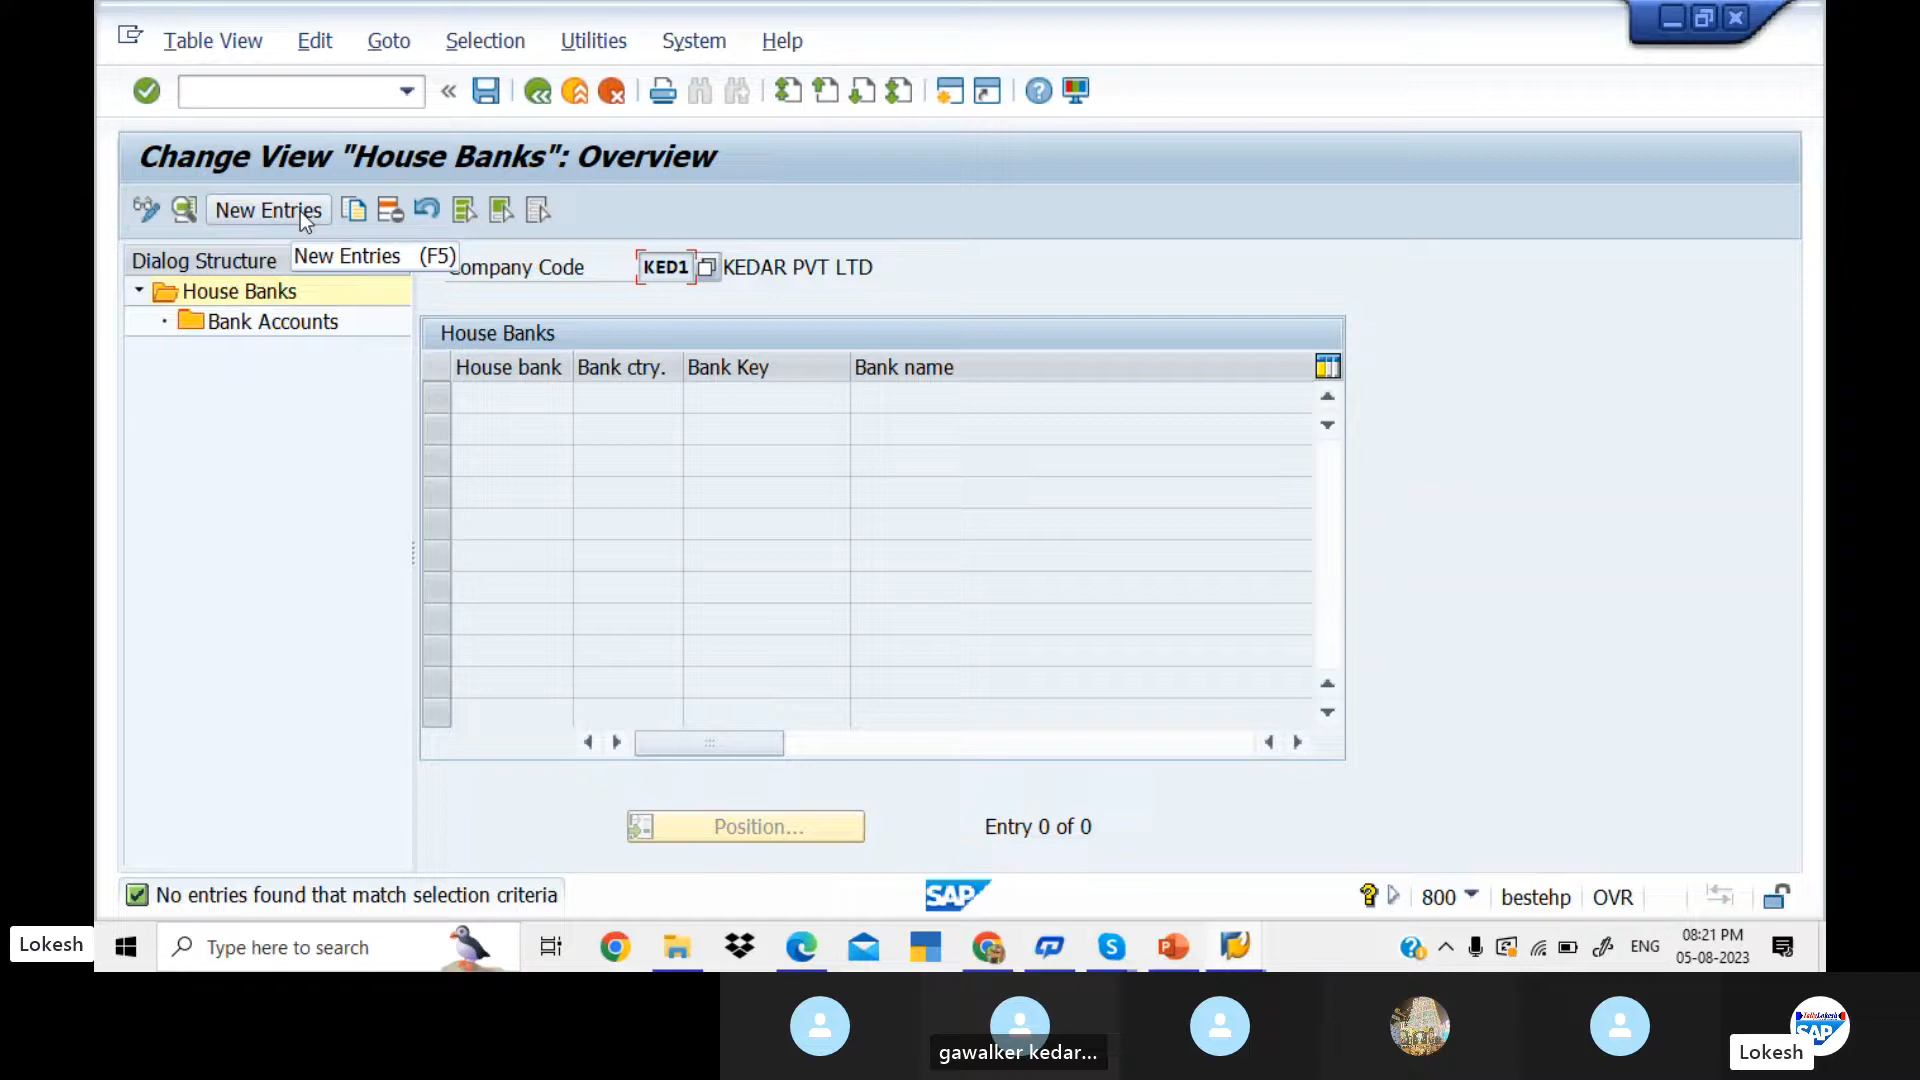 Table View Edit Goto Selection Utilities System Help
Change View "House Banks": Overview
New Entries
New Entries (F5)
Dialog Structure
House Banks
Bank Accounts
ompany Code KED1 KEDAR PVT LTD
House Banks
House bank Bank ctry. Bank Key Bank name
Position... Entry 0 of 0
No entries found that match selection criteria
SAP
800 bestehp OVR
Lokesh
Type here to search
ENG
08:21 PM
05-08-2023
gawalker kedar...
SAP
Lokesh